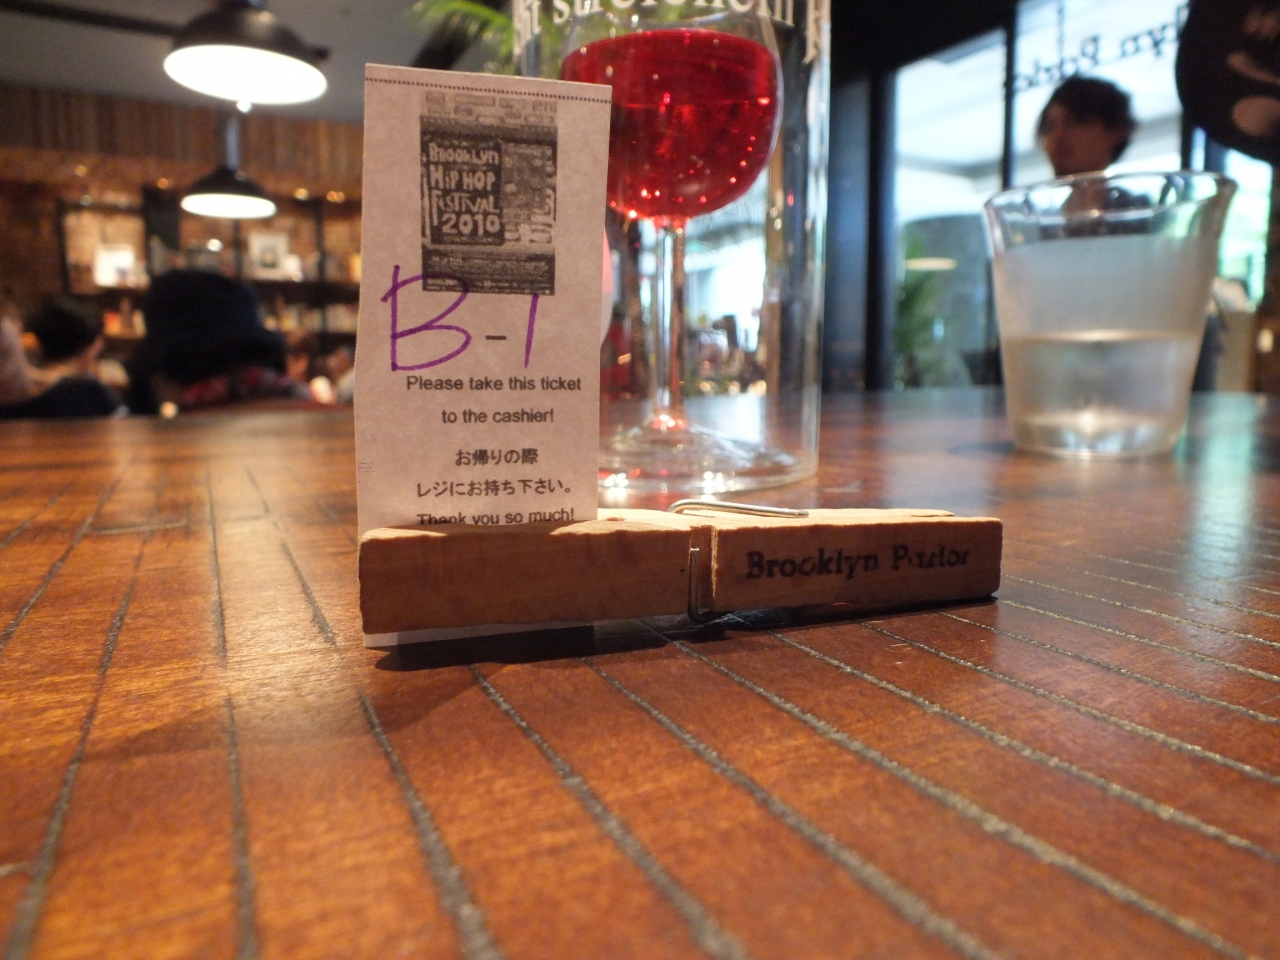 Brooklyn
Hip Hop
Festival
2010
B-1
Please take this ticket
to the cashier!
お帰りの際
レジにお持ち下さい。
Thank you so much!
Brooklyn Parlor